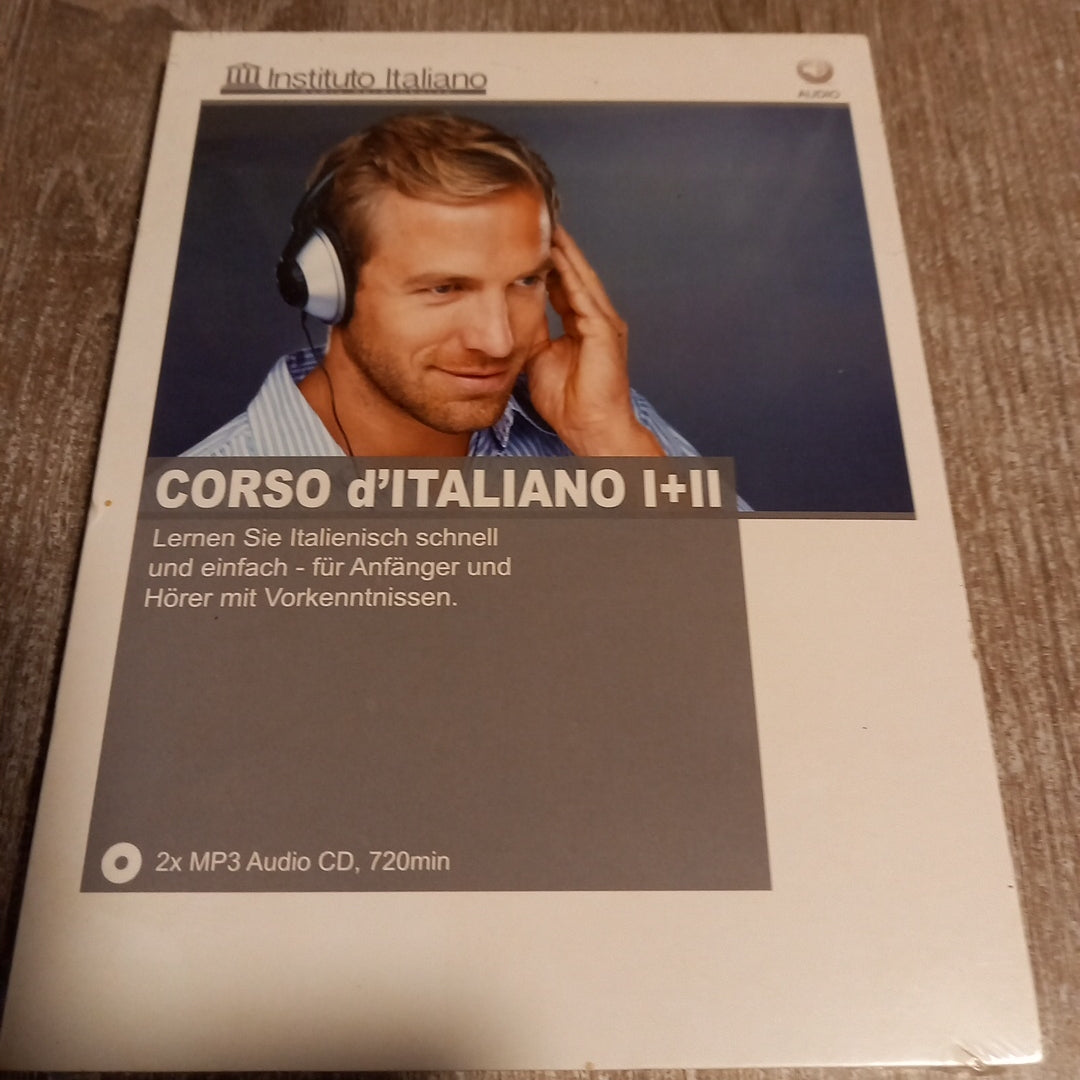 Instituto Italiano
AUDIO
CORSO d'ITALIANO I+II
Lernen Sie Italienisch schnell
und einfach - für Anfänger und
Hörer mit Vorkenntnissen.
2x MP3 Audio CD, 720min